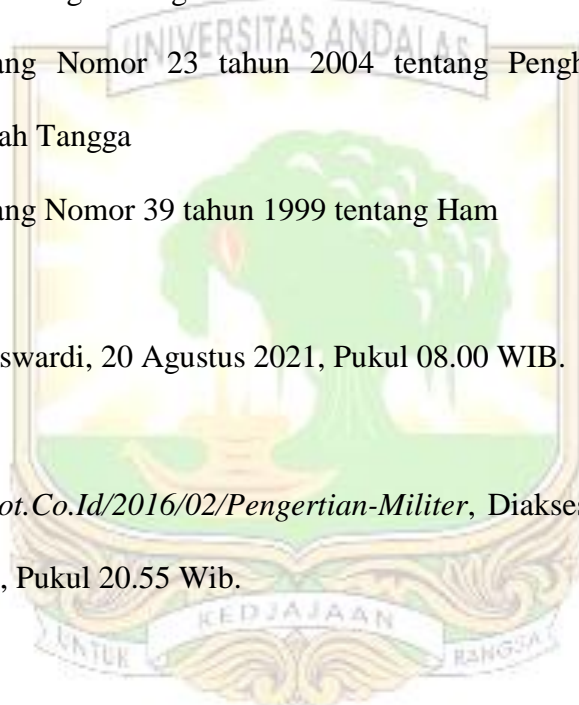 UNIVERSITAS ANDALAS
ang Nomor 23 tahun 2004 tentang Pengh
ah Tangga
ang Nomor 39 tahun 1999 tentang Ham
swardi, 20 Agustus 2021, Pukul 08.00 WIB.
ot.Co.Id/2016/02/Pengertian-Militer, Diakses
, Pukul 20.55 Wib.
KEDJAJAAN
UNTUK BANGSA